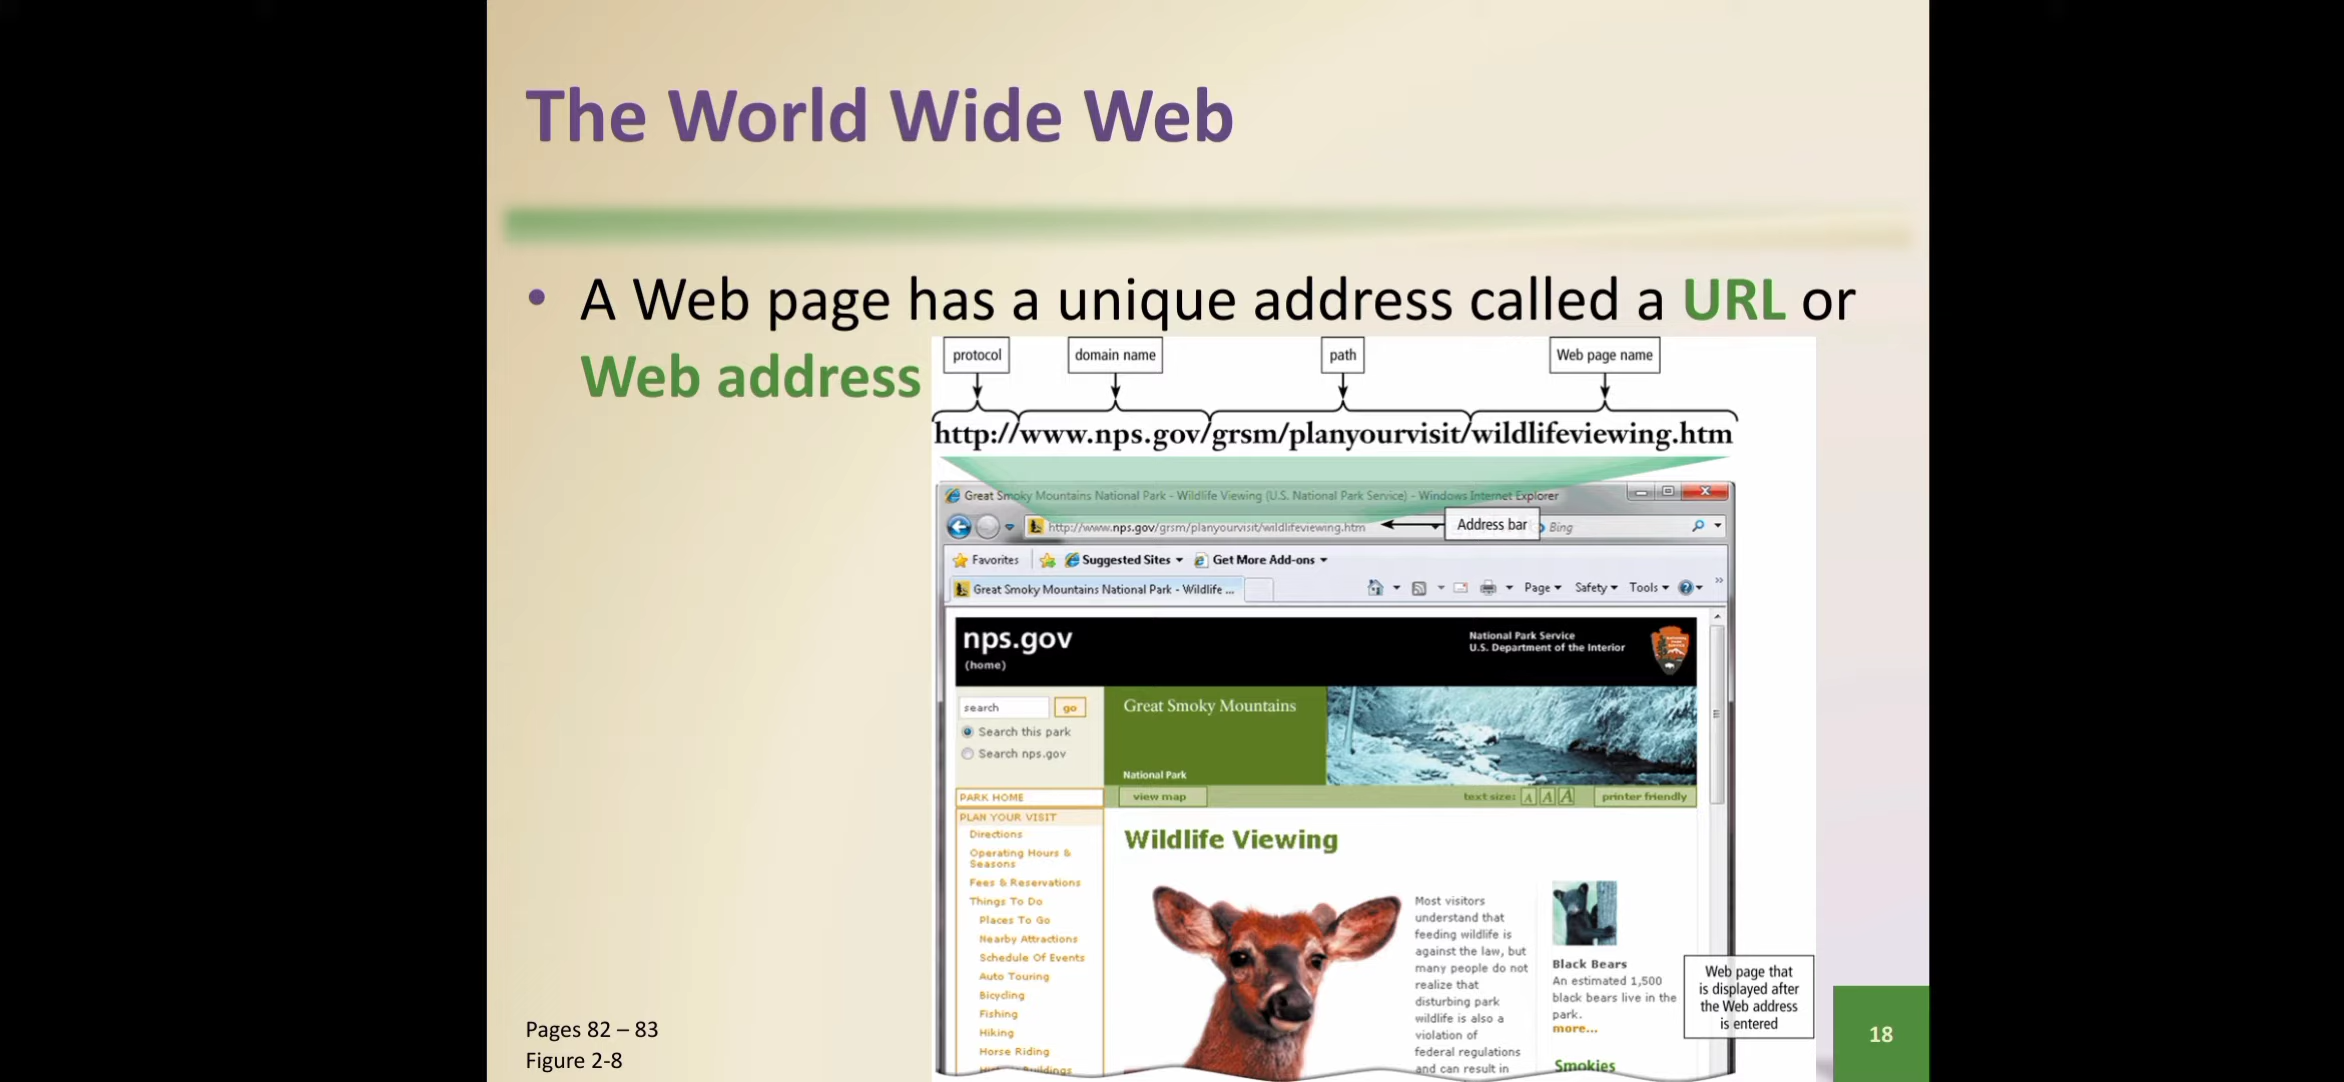 The World Wide Web
• A Web page has a unique address called a URL or
Web address
protocol
domain name
path
Web page name
http://www.nps.gov/grsm/planyourvisit/wildlifeviewing.htm
Great Smoky Mountains National Park - Wildlife Viewing (U.S. National Park Service) - Windows Internet Explorer
http://www.nps.gov/grsm/planyourvisit/wildlifeviewing.htm
Address bar
Bing
Favorites
Suggested Sites
Get More Add-ons
Great Smoky Mountains National Park - Wildlife ...
Page
Safety
Tools
nps.gov
(home)
National Park Service
U.S. Department of the Interior
search
go
Search this park
Search nps.gov
Great Smoky Mountains
National Park
view map
text size: A A A
printer friendly
PARK HOME
PLAN YOUR VISIT
Directions
Operating Hours &
Seasons
Fees & Reservations
Things To Do
Places To Go
Nearby Attractions
Schedule Of Events
Auto Touring
Bicycling
Fishing
Hiking
Horse Riding
Wildlife Viewing
Most visitors
understand that
feeding wildlife is
against the law, but
many people do not
realize that
disturbing park
wildlife is also a
violation of
federal regulations
and can result in
Black Bears
An estimated 1,500
black bears live in the
park.
more...
Smokies
Web page that
is displayed after
the Web address
is entered
Pages 82 – 83
Figure 2-8
18